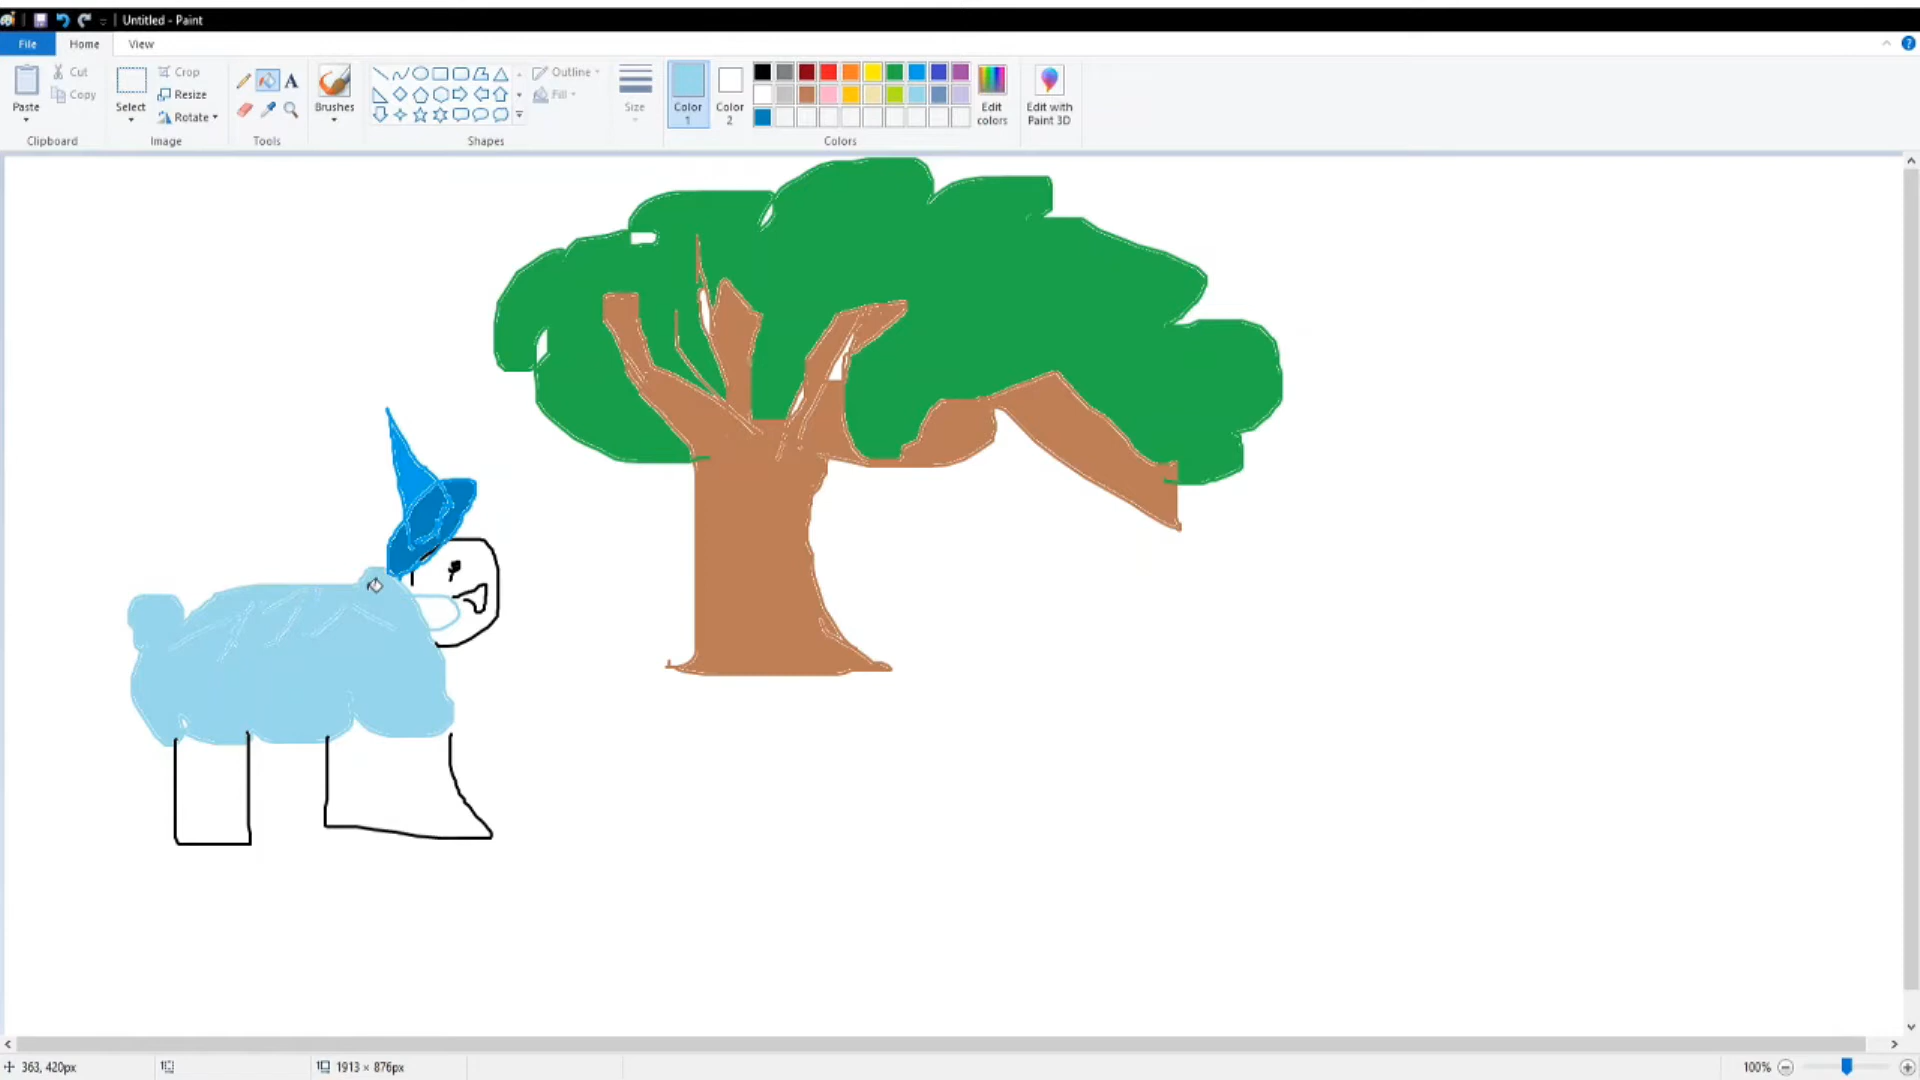 Untitled - Paint
File Home View
Paste
Cut
Copy
Clipboard
Select
Crop
Resize
Rotate
Image
A
Tools
Brushes
Shapes
Outline
Fill
Size
Color 1
Color 2
Edit colors
Colors
Edit with Paint 3D
363, 420px
1913 × 876px
100%